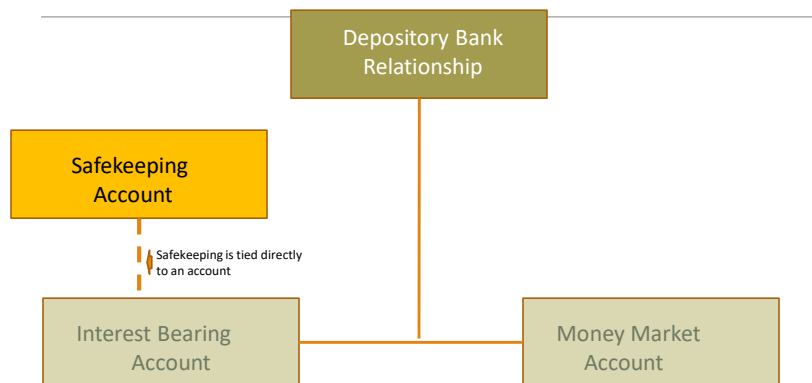 Depository Bank
Relationship
Safekeeping
Account
Safekeeping is tied directly
to an account
Interest Bearing
Account
Money Market
Account